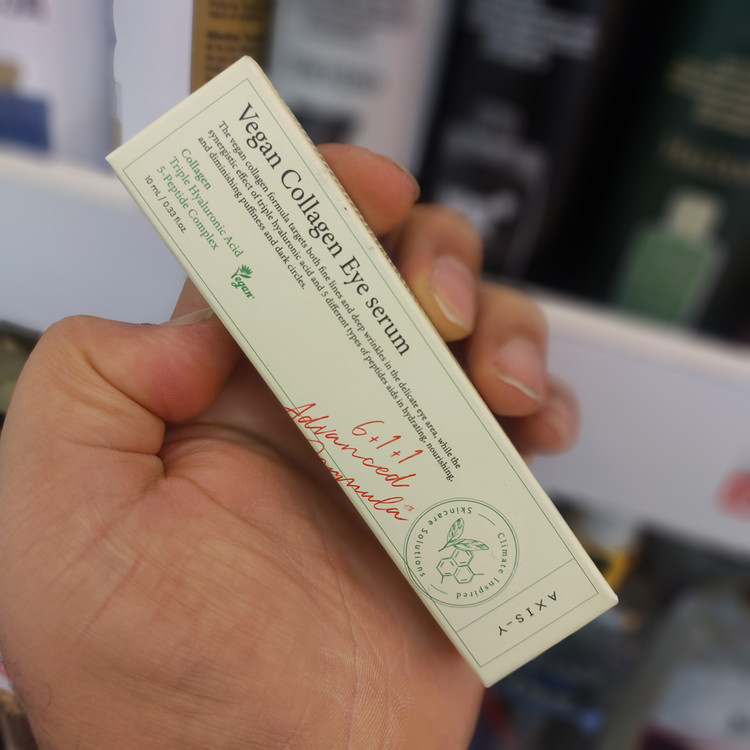 Vegan Collagen Eye serum
The vegan collagen formula targets both fine lines and deep wrinkles in the delicate eye area, while the
synergistic effect of triple hyaluronic acid and 5 different types of peptides aids in hydrating, nourishing,
and diminishing puffiness and dark circles.
Collagen
Triple Hyaluronic Acid
5-Peptide Complex
10 ml / 0.33 fl.oz.
Vegan
6+1+1
Advanced
Formula
Climate Inspired
Skincare Solutions
AXIS-Y